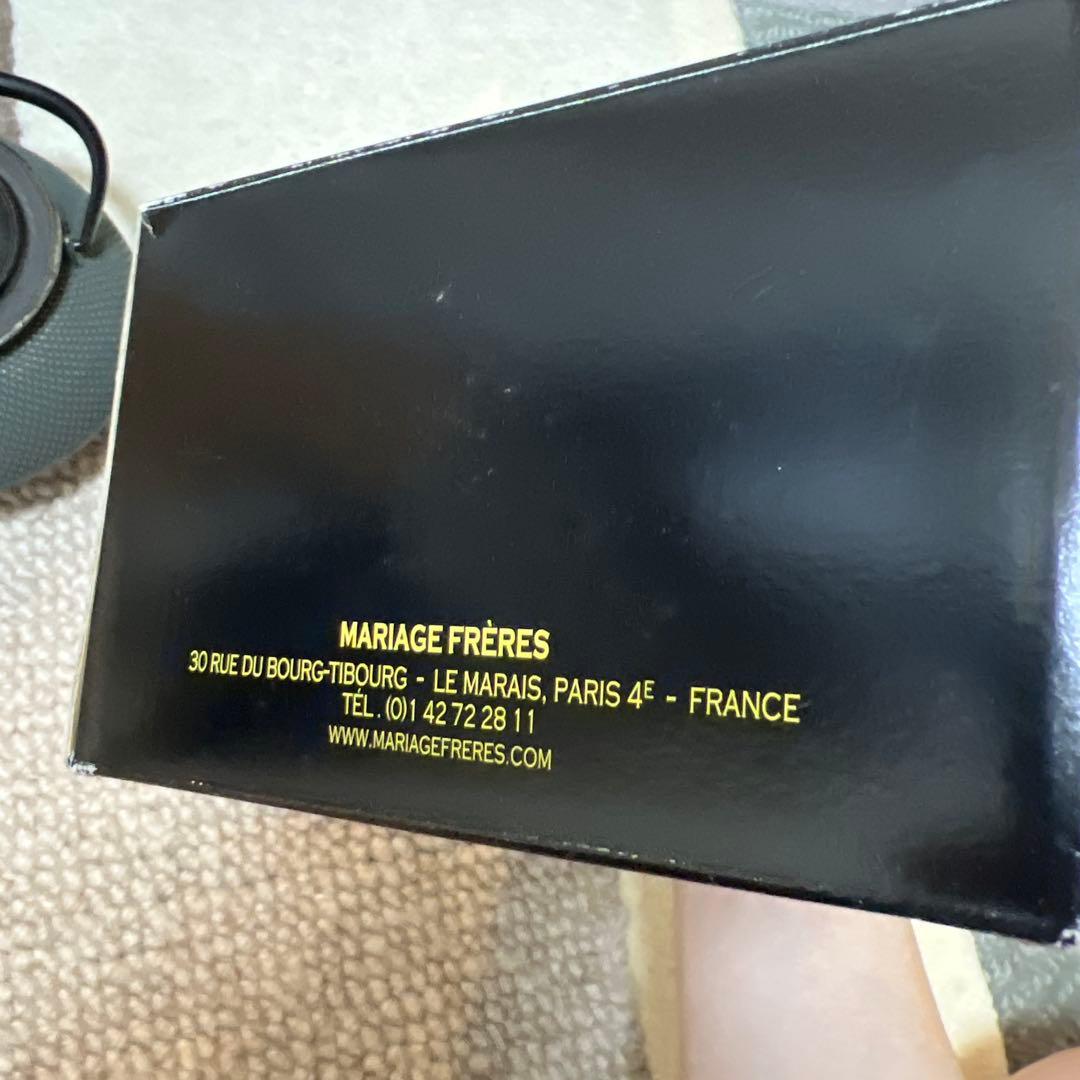 MARIAGE FRÈRES
30 RUE DU BOURG-TIBOURG - LE MARAIS, PARIS 4E - FRANCE
TÉL. (0)1 42 72 28 11
WWW.MARIAGEFRERES.COM